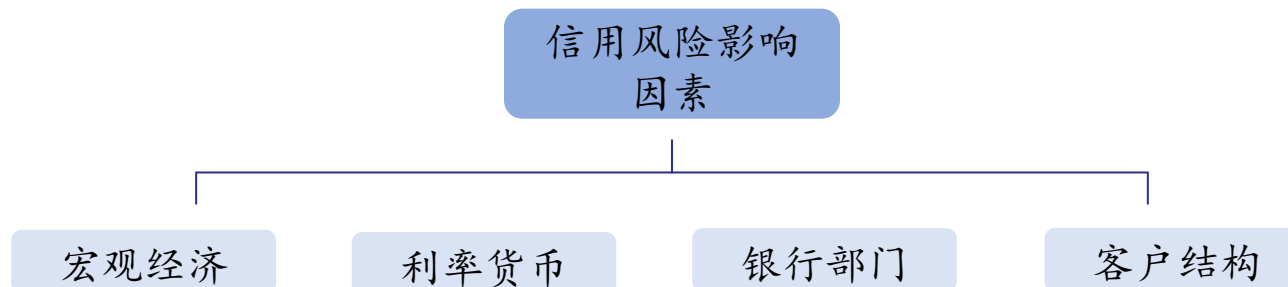 信用风险影响
因素
宏观经济
利率货币
银行部门
客户结构